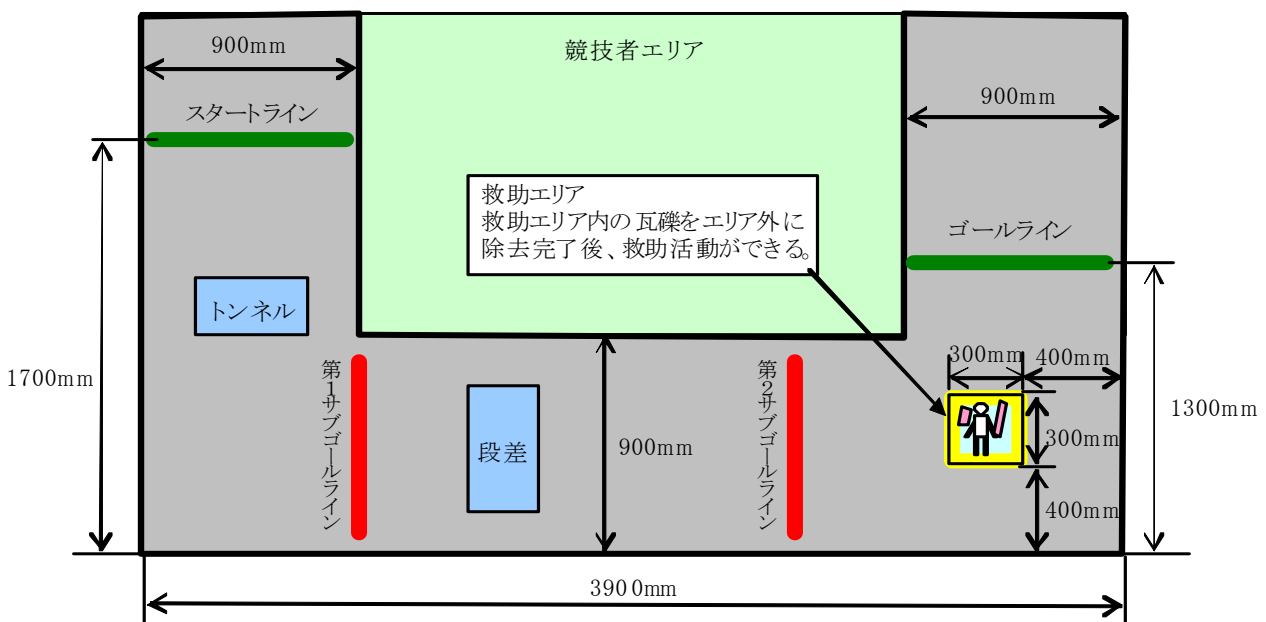 競技者エリア
900mm
スタートライン
900mm
救助エリア
救助エリア内の瓦礫をエリア外に
除去完了後、救助活動ができる。
ゴールライン
トンネル
1700mm
第1サブゴールライン
段差
900mm
第2サブゴールライン
300mm
400mm
300mm
400mm
1300mm
3900mm